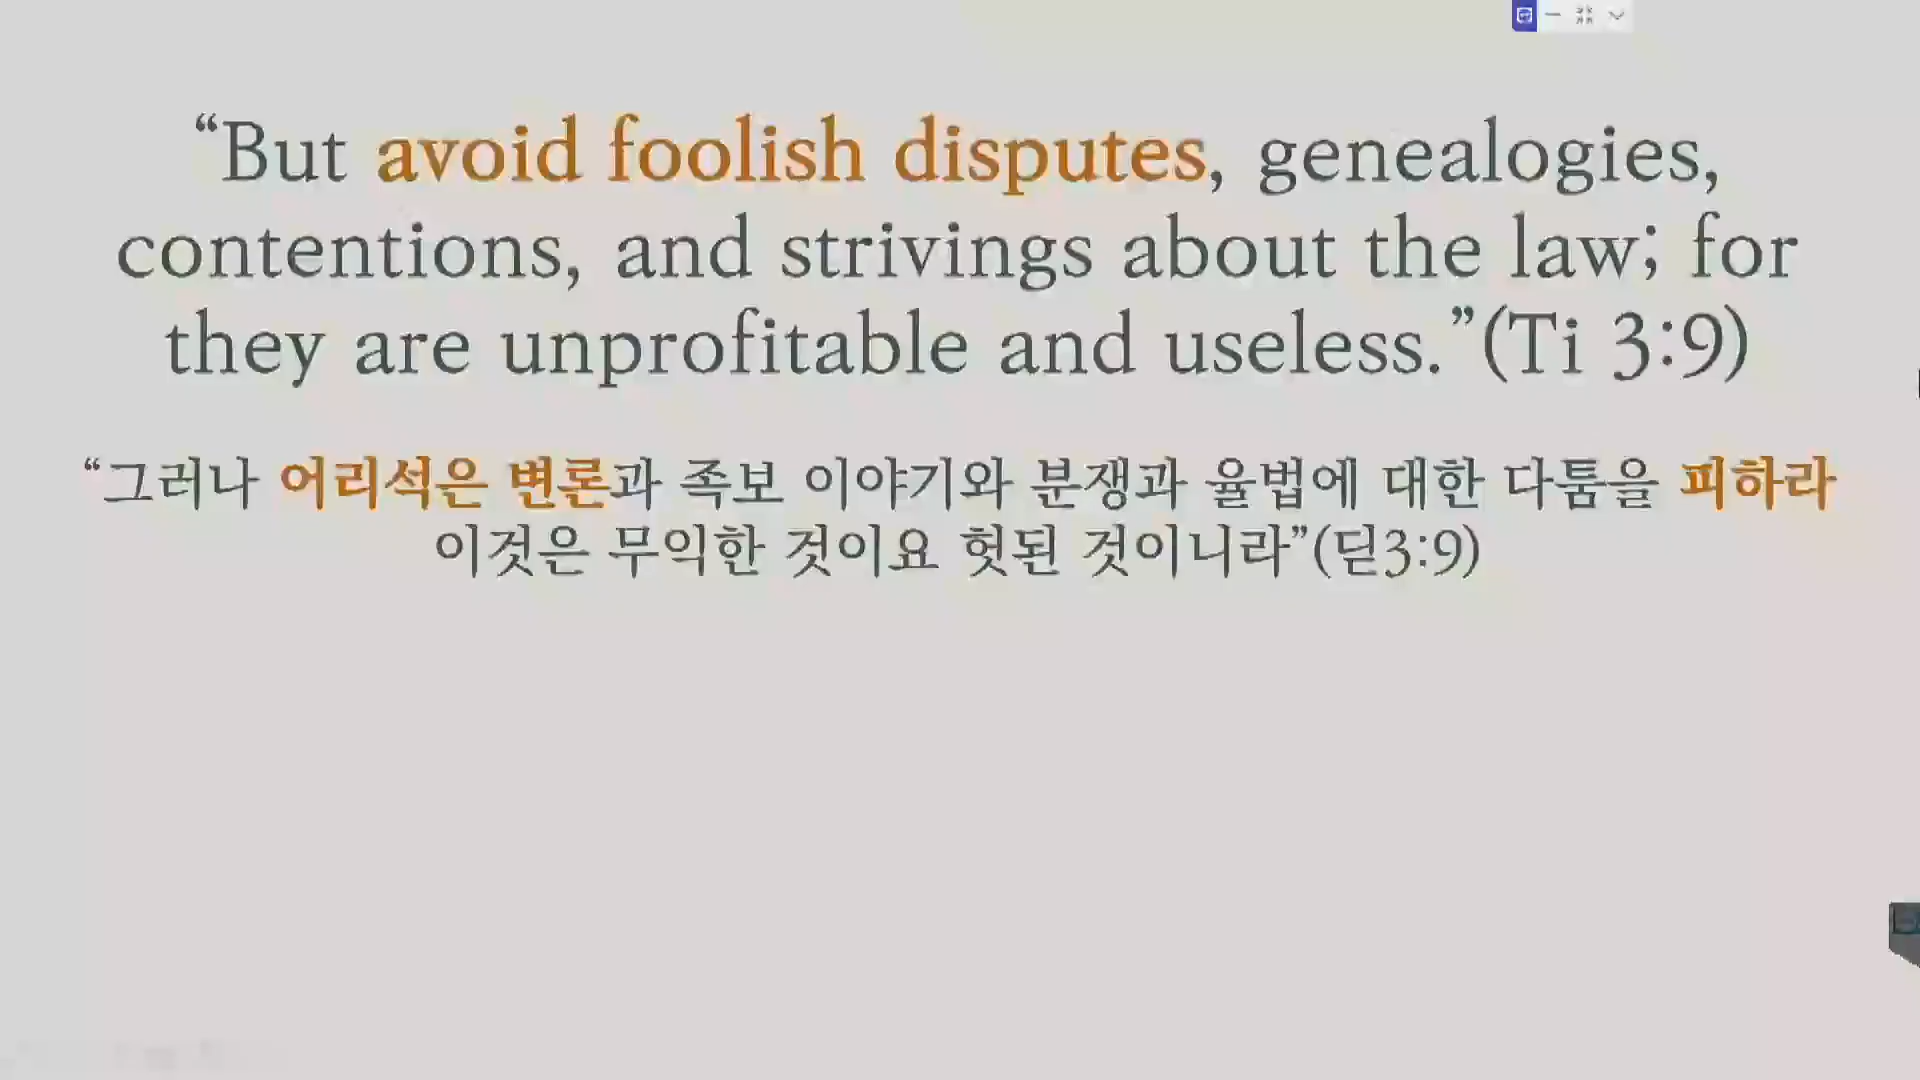 “But avoid foolish disputes, genealogies,
contentions, and strivings about the law; for
they are unprofitable and useless.”(Ti 3:9)
“그러나 어리석은 변론과 족보 이야기와 분쟁과 율법에 대한 다툼을 피하라
이것은 무익한 것이요 헛된 것이니라”(딛3:9)